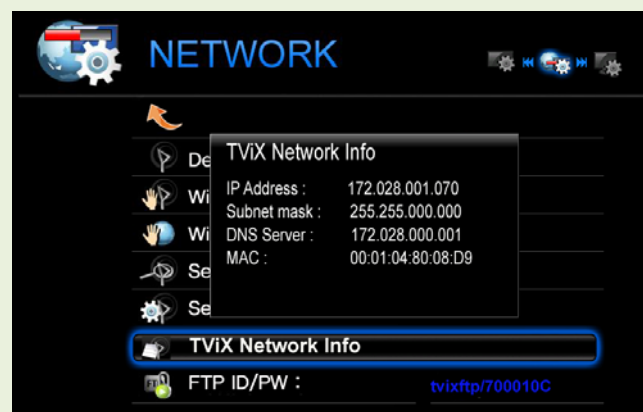 NETWORK
De
TViX Network Info
IP Address : 172.028.001.070
Wi
Subnet mask : 255.255.000.000
Wi
DNS Server : 172.028.000.001
MAC : 00:01:04:80:08:D9
Se
Se
TViX Network Info
FTP ID/PW : tvixftp/700010C